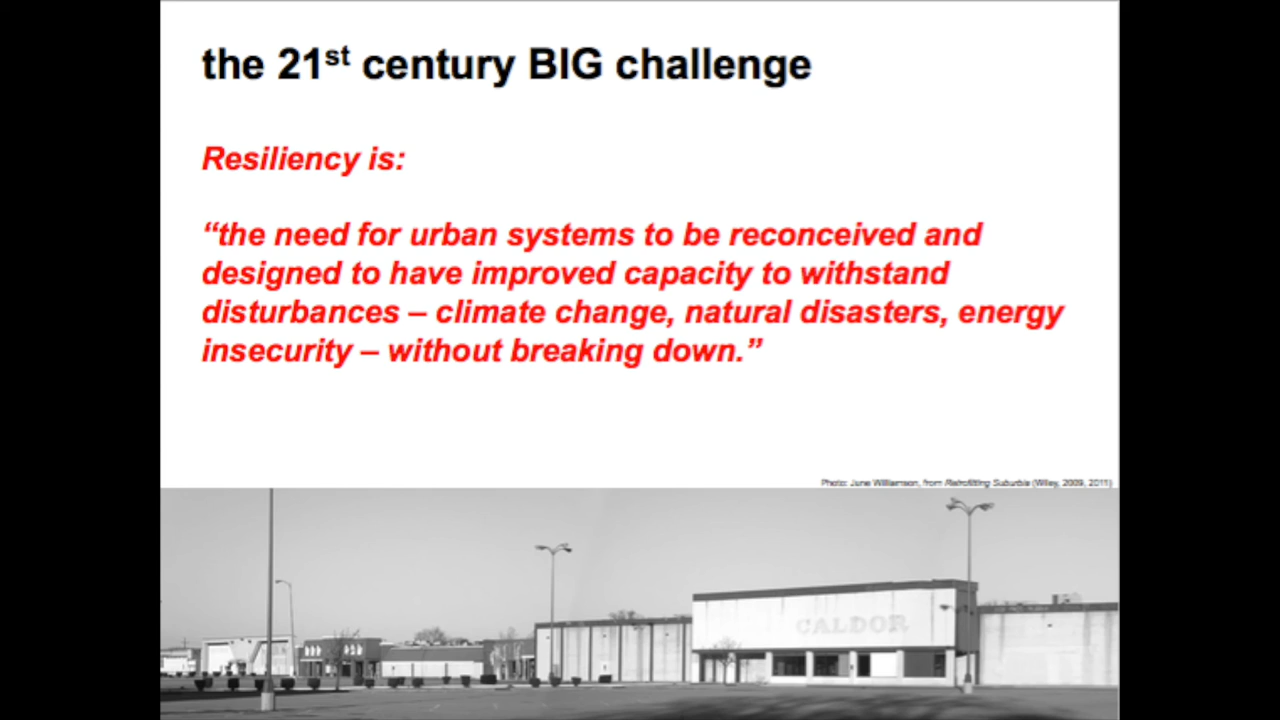 the 21st century BIG challenge
Resiliency is:
“the need for urban systems to be reconceived and
designed to have improved capacity to withstand
disturbances – climate change, natural disasters, energy
insecurity – without breaking down.”
Photo: June Williamson, from Retrofitting Suburbia (Wiley, 2009, 2011)
CALDOR